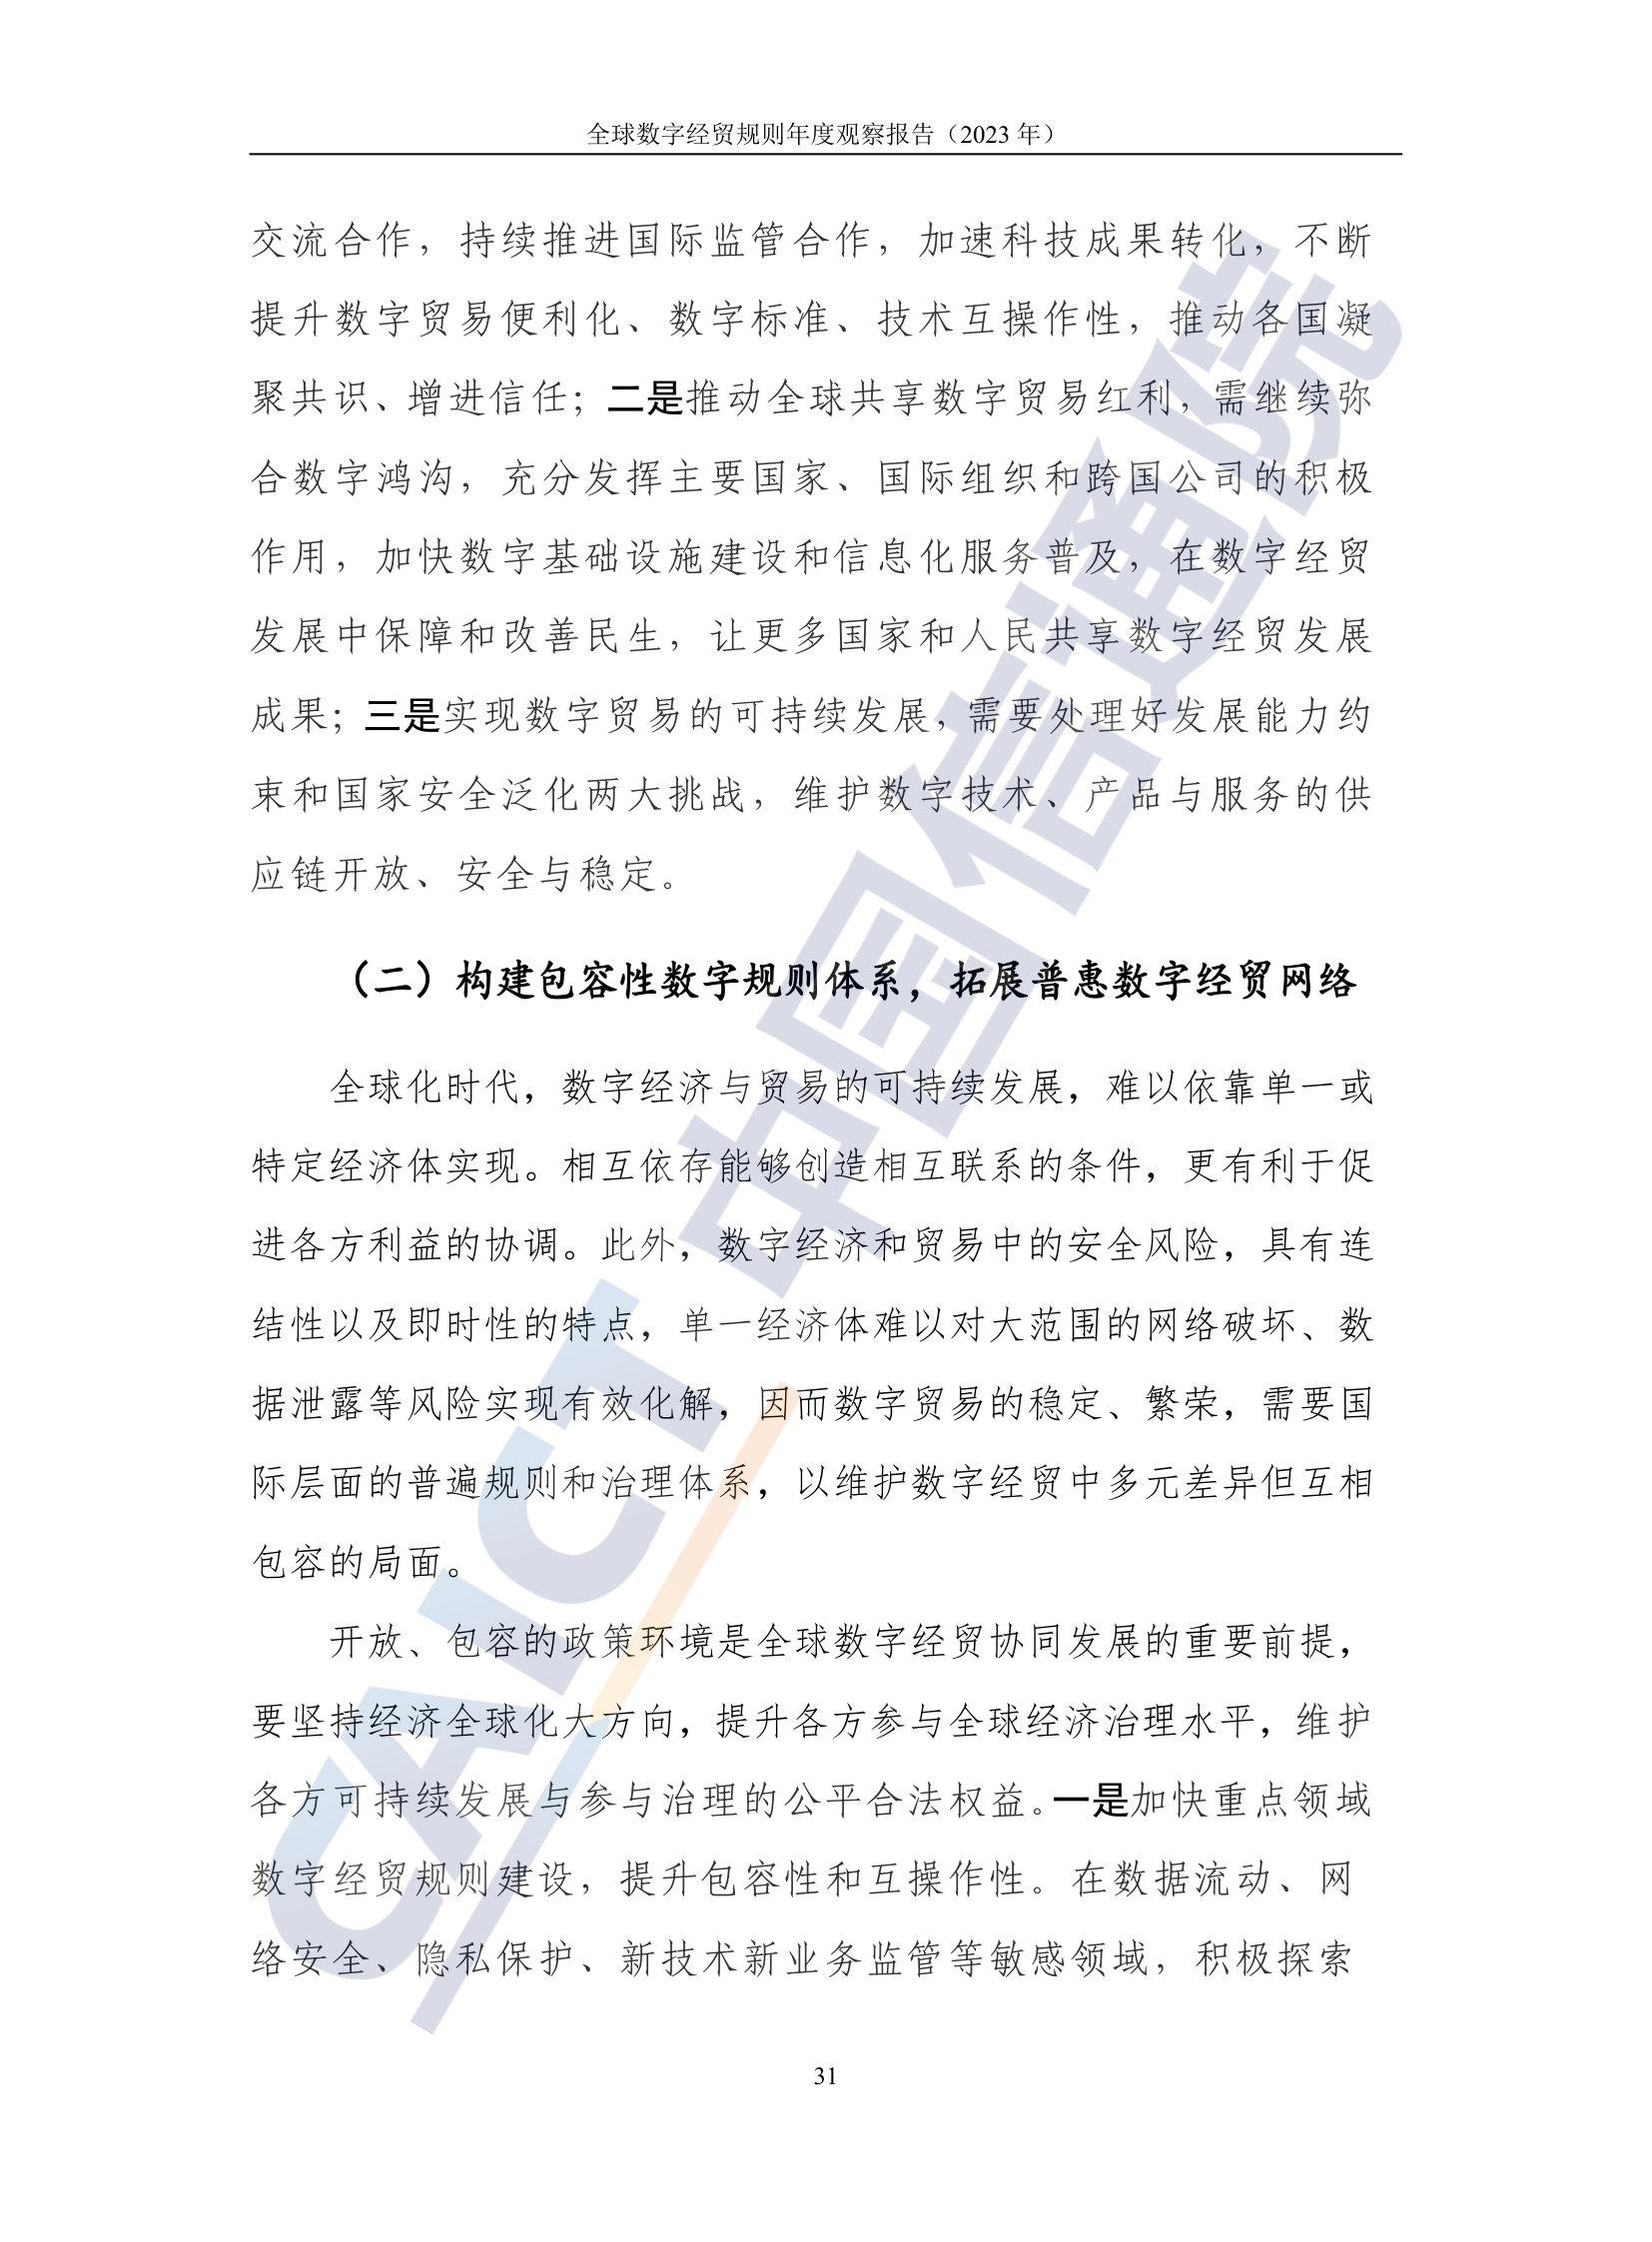 全球数字经贸规则年度观察报告（2023 年）
交流合作，持续推进国际监管合作，加速科技成果转化，不断
提升数字贸易便利化、数字标准、技术互操作性，推动各国凝
聚共识、增进信任；二是推动全球共享数字贸易红利，需继续弥
合数字鸿沟，充分发挥主要国家、国际组织和跨国公司的积极
作用，加快数字基础设施建设和信息化服务普及，在数字经贸
发展中保障和改善民生，让更多国家和人民共享数字经贸发展
成果；三是实现数字贸易的可持续发展，需要处理好发展能力约
束和国家安全泛化两大挑战，维护数字技术、产品与服务的供
应链开放、安全与稳定。
（二）构建包容性数字规则体系，拓展普惠数字经贸网络
全球化时代，数字经济与贸易的可持续发展，难以依靠单一或
特定经济体实现。相互依存能够创造相互联系的条件，更有利于促
进各方利益的协调。此外，数字经济和贸易中的安全风险，具有连
结性以及即时性的特点，单一经济体难以对大范围的网络破坏、数
据泄露等风险实现有效化解，因而数字贸易的稳定、繁荣，需要国
际层面的普遍规则和治理体系，以维护数字经贸中多元差异但互相
包容的局面。
开放、包容的政策环境是全球数字经贸协同发展的重要前提，
要坚持经济全球化大方向，提升各方参与全球经济治理水平，维护
各方可持续发展与参与治理的公平合法权益。一是加快重点领域
数字经贸规则建设，提升包容性和互操作性。在数据流动、网
络安全、隐私保护、新技术新业务监管等敏感领域，积极探索
31
CAICT 中国信通院